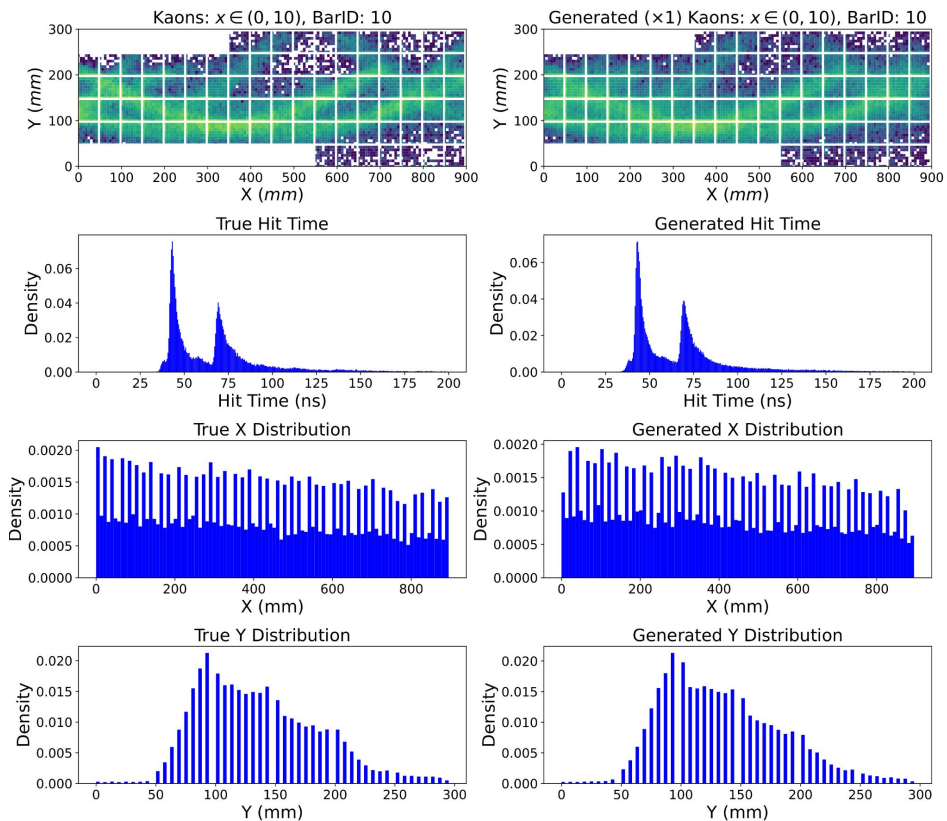 Kaons: x ∈ (0, 10), BarID: 10
300
200
100
0
Y (mm)
0 100 200 300 400 500 600 700 800 900
X (mm)
Generated (×1) Kaons: x ∈ (0, 10), BarID: 10
300
200
100
0
Y (mm)
0 100 200 300 400 500 600 700 800 900
X (mm)
True Hit Time
0.06
0.04
0.02
0.00
Density
0 25 50 75 100 125 150 175 200
Hit Time (ns)
Generated Hit Time
0.06
0.04
0.02
0.00
Density
0 25 50 75 100 125 150 175 200
Hit Time (ns)
True X Distribution
0.0020
0.0015
0.0010
0.0005
0.0000
Density
0 200 400 600 800
X (mm)
Generated X Distribution
0.0020
0.0015
0.0010
0.0005
0.0000
Density
0 200 400 600 800
X (mm)
True Y Distribution
0.020
0.015
0.010
0.005
0.000
Density
0 50 100 150 200 250 300
Y (mm)
Generated Y Distribution
0.020
0.015
0.010
0.005
0.000
Density
0 50 100 150 200 250 300
Y (mm)